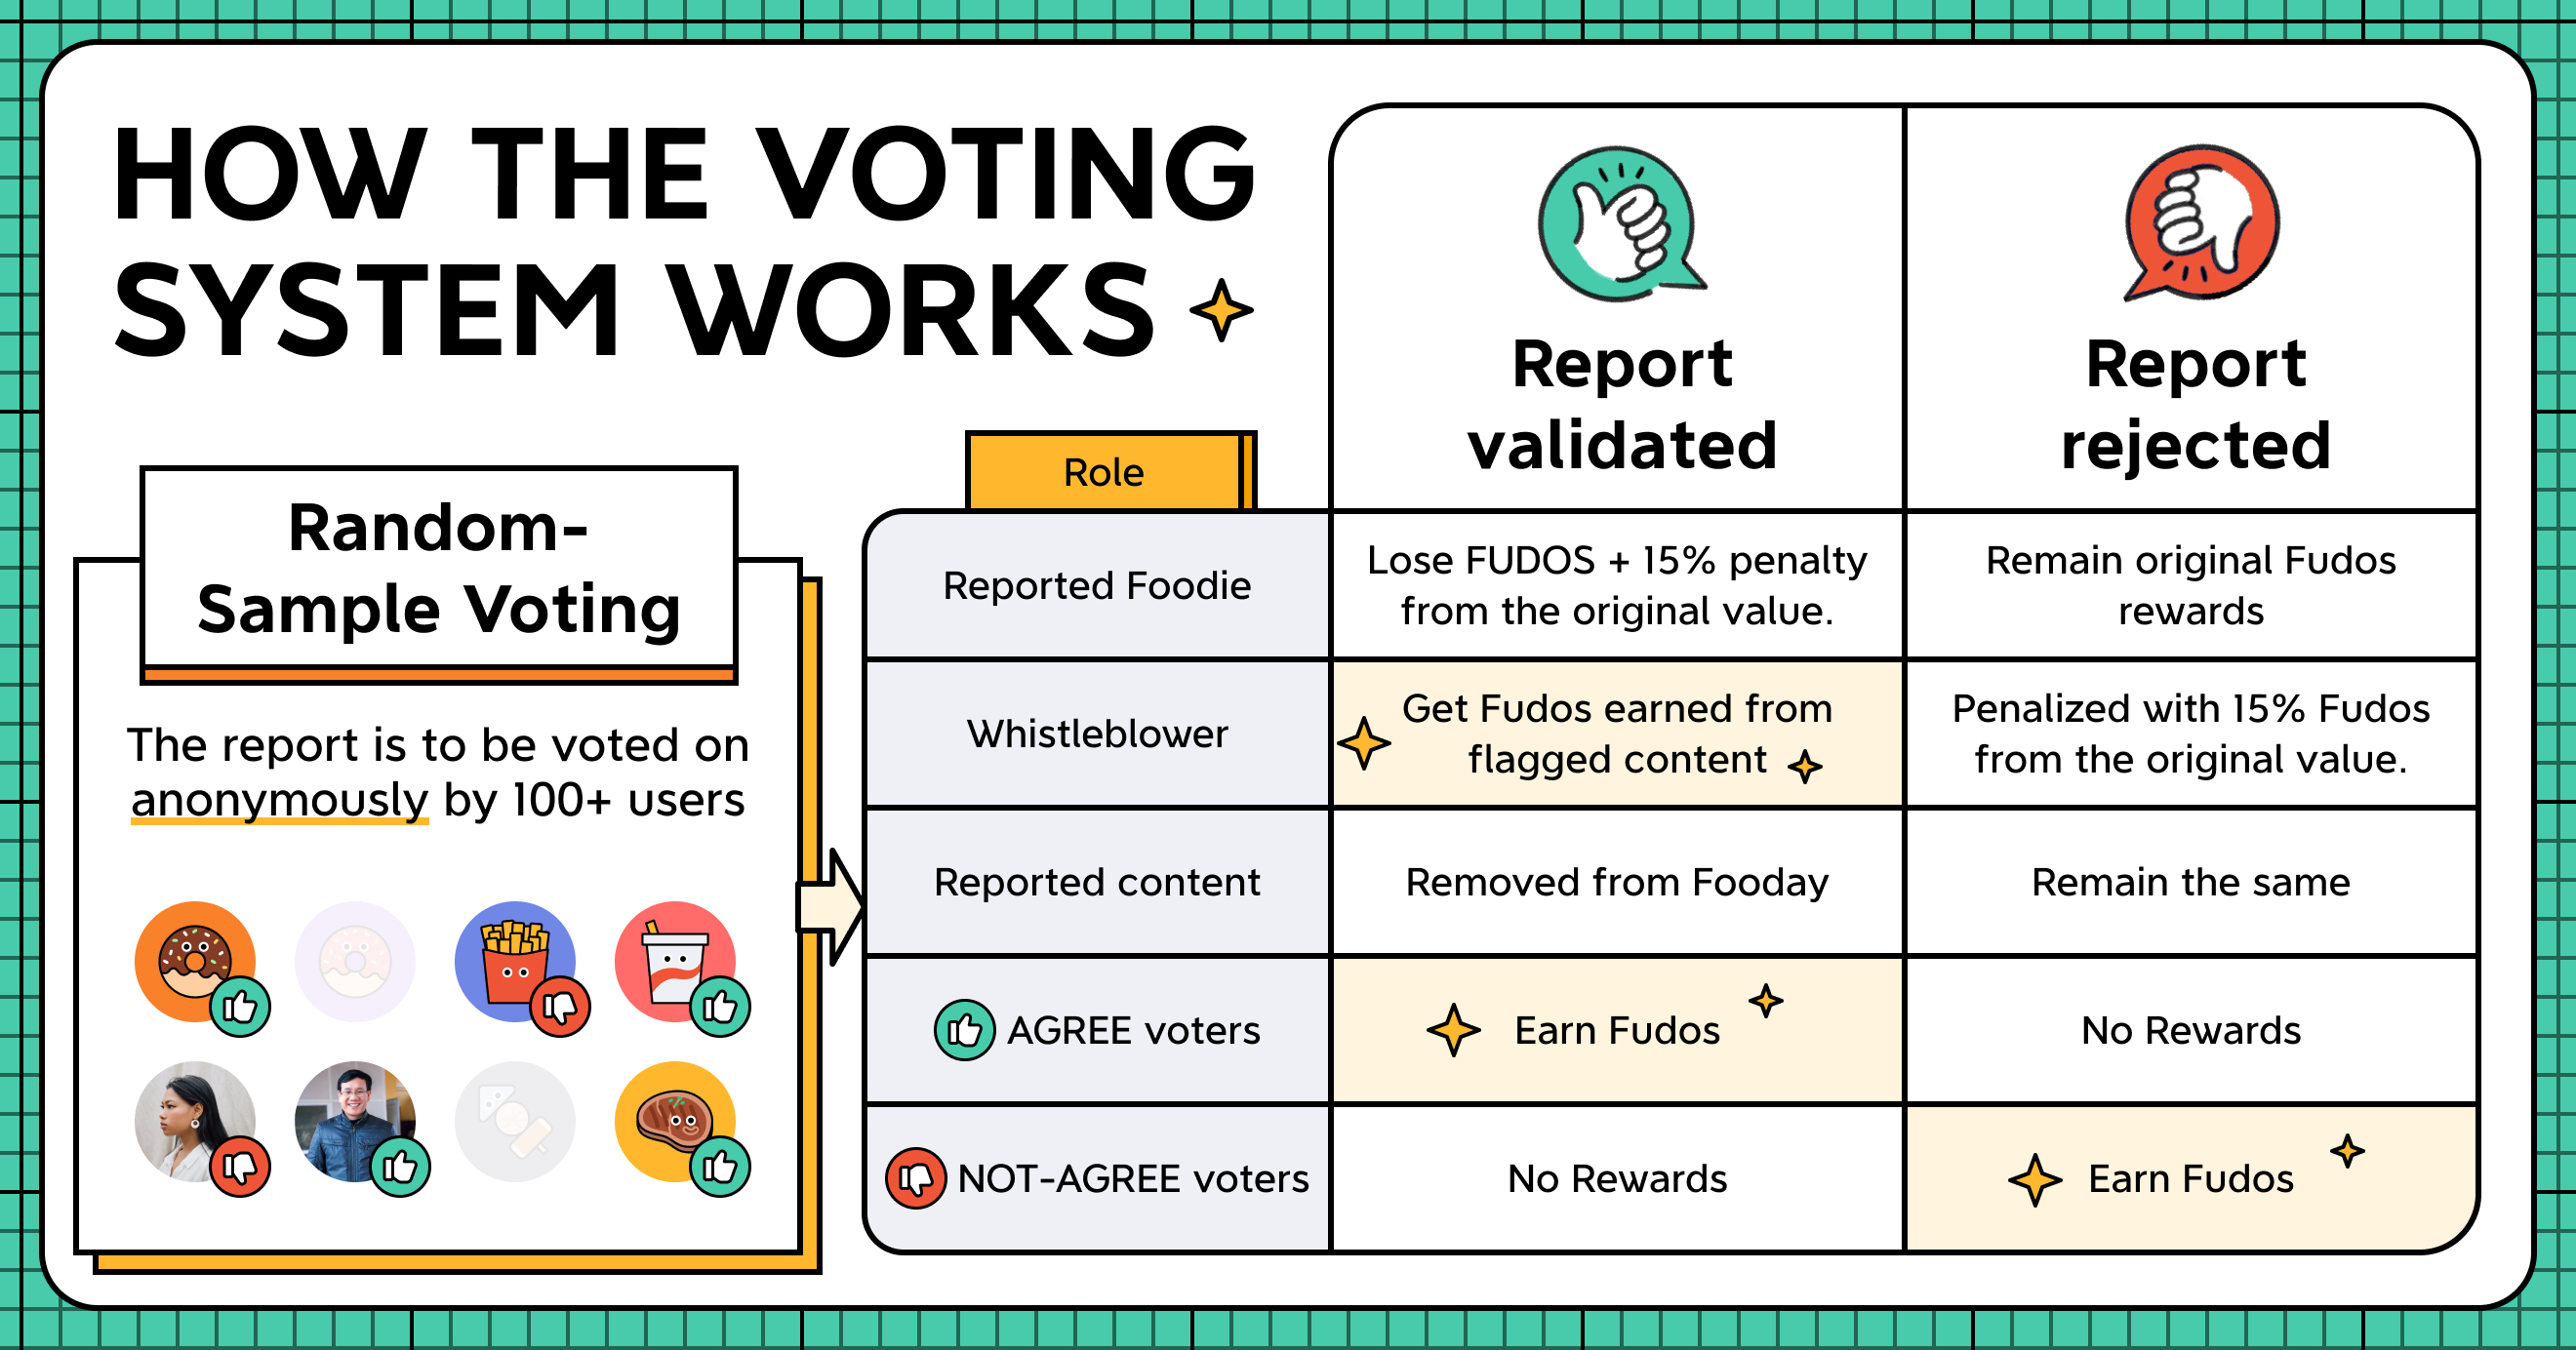 HOW THE VOTING
SYSTEM WORKS
Random-
Sample Voting
The report is to be voted on
anonymously by 100+ users
Role
Report
validated
Report
rejected
Reported Foodie
Lose FUDOS + 15% penalty
from the original value.
Remain original Fudos
rewards
Whistleblower
Get Fudos earned from
flagged content
Penalized with 15% Fudos
from the original value.
Reported content
Removed from Fooday
Remain the same
AGREE voters
Earn Fudos
No Rewards
NOT-AGREE voters
No Rewards
Earn Fudos